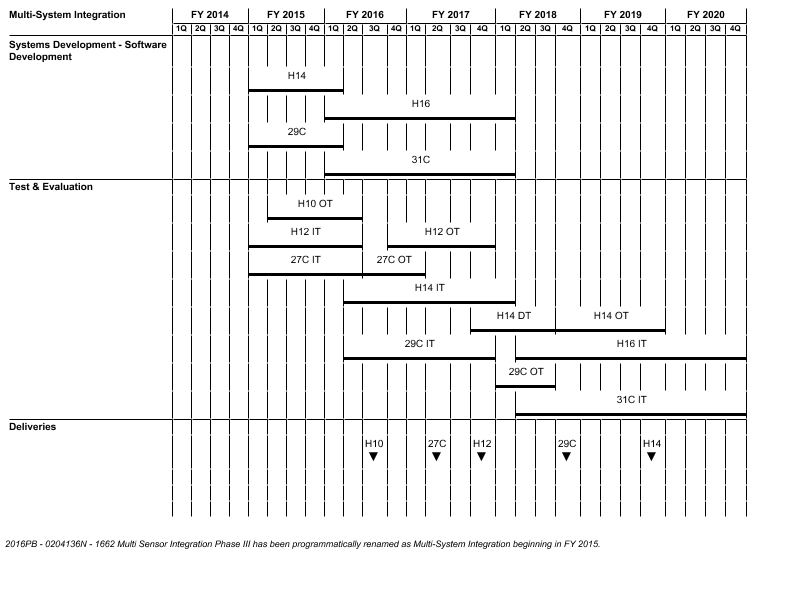 Multi-System Integration FY 2014 FY 2015 FY 2016 FY 2017 FY 2018 FY 2019 FY 2020
1Q 2Q 3Q 4Q 1Q 2Q 3Q 4Q 1Q 2Q 3Q 4Q 1Q 2Q 3Q 4Q 1Q 2Q 3Q 4Q 1Q 2Q 3Q 4Q 1Q 2Q 3Q 4Q
Systems Development - Software
Development
H14
H16
29C
31C
Test & Evaluation
H10 OT
H12 IT H12 OT
27C IT 27C OT
H14 IT
H14 DT H14 OT
29C IT H16 IT
29C OT
31C IT
Deliveries
H10 27C H12 29C H14
2016PB - 0204136N - 1662 Multi Sensor Integration Phase III has been programmatically renamed as Multi-System Integration beginning in FY 2015.